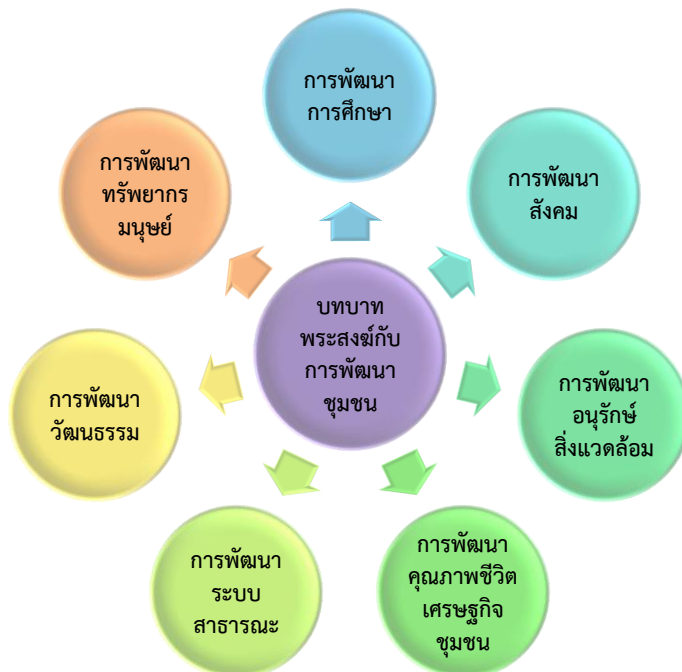 การพัฒนา
การศึกษา
การพัฒนา
สังคม
การพัฒนา
อนุรักษ์
สิ่งแวดล้อม
การพัฒนา
คุณภาพชีวิต
เศรษฐกิจ
ชุมชน
การพัฒนา
ระบบ
สาธารณะ
การพัฒนา
วัฒนธรรม
การพัฒนา
ทรัพยากร
มนุษย์
บทบาท
พระสงฆ์กับ
การพัฒนา
ชุมชน